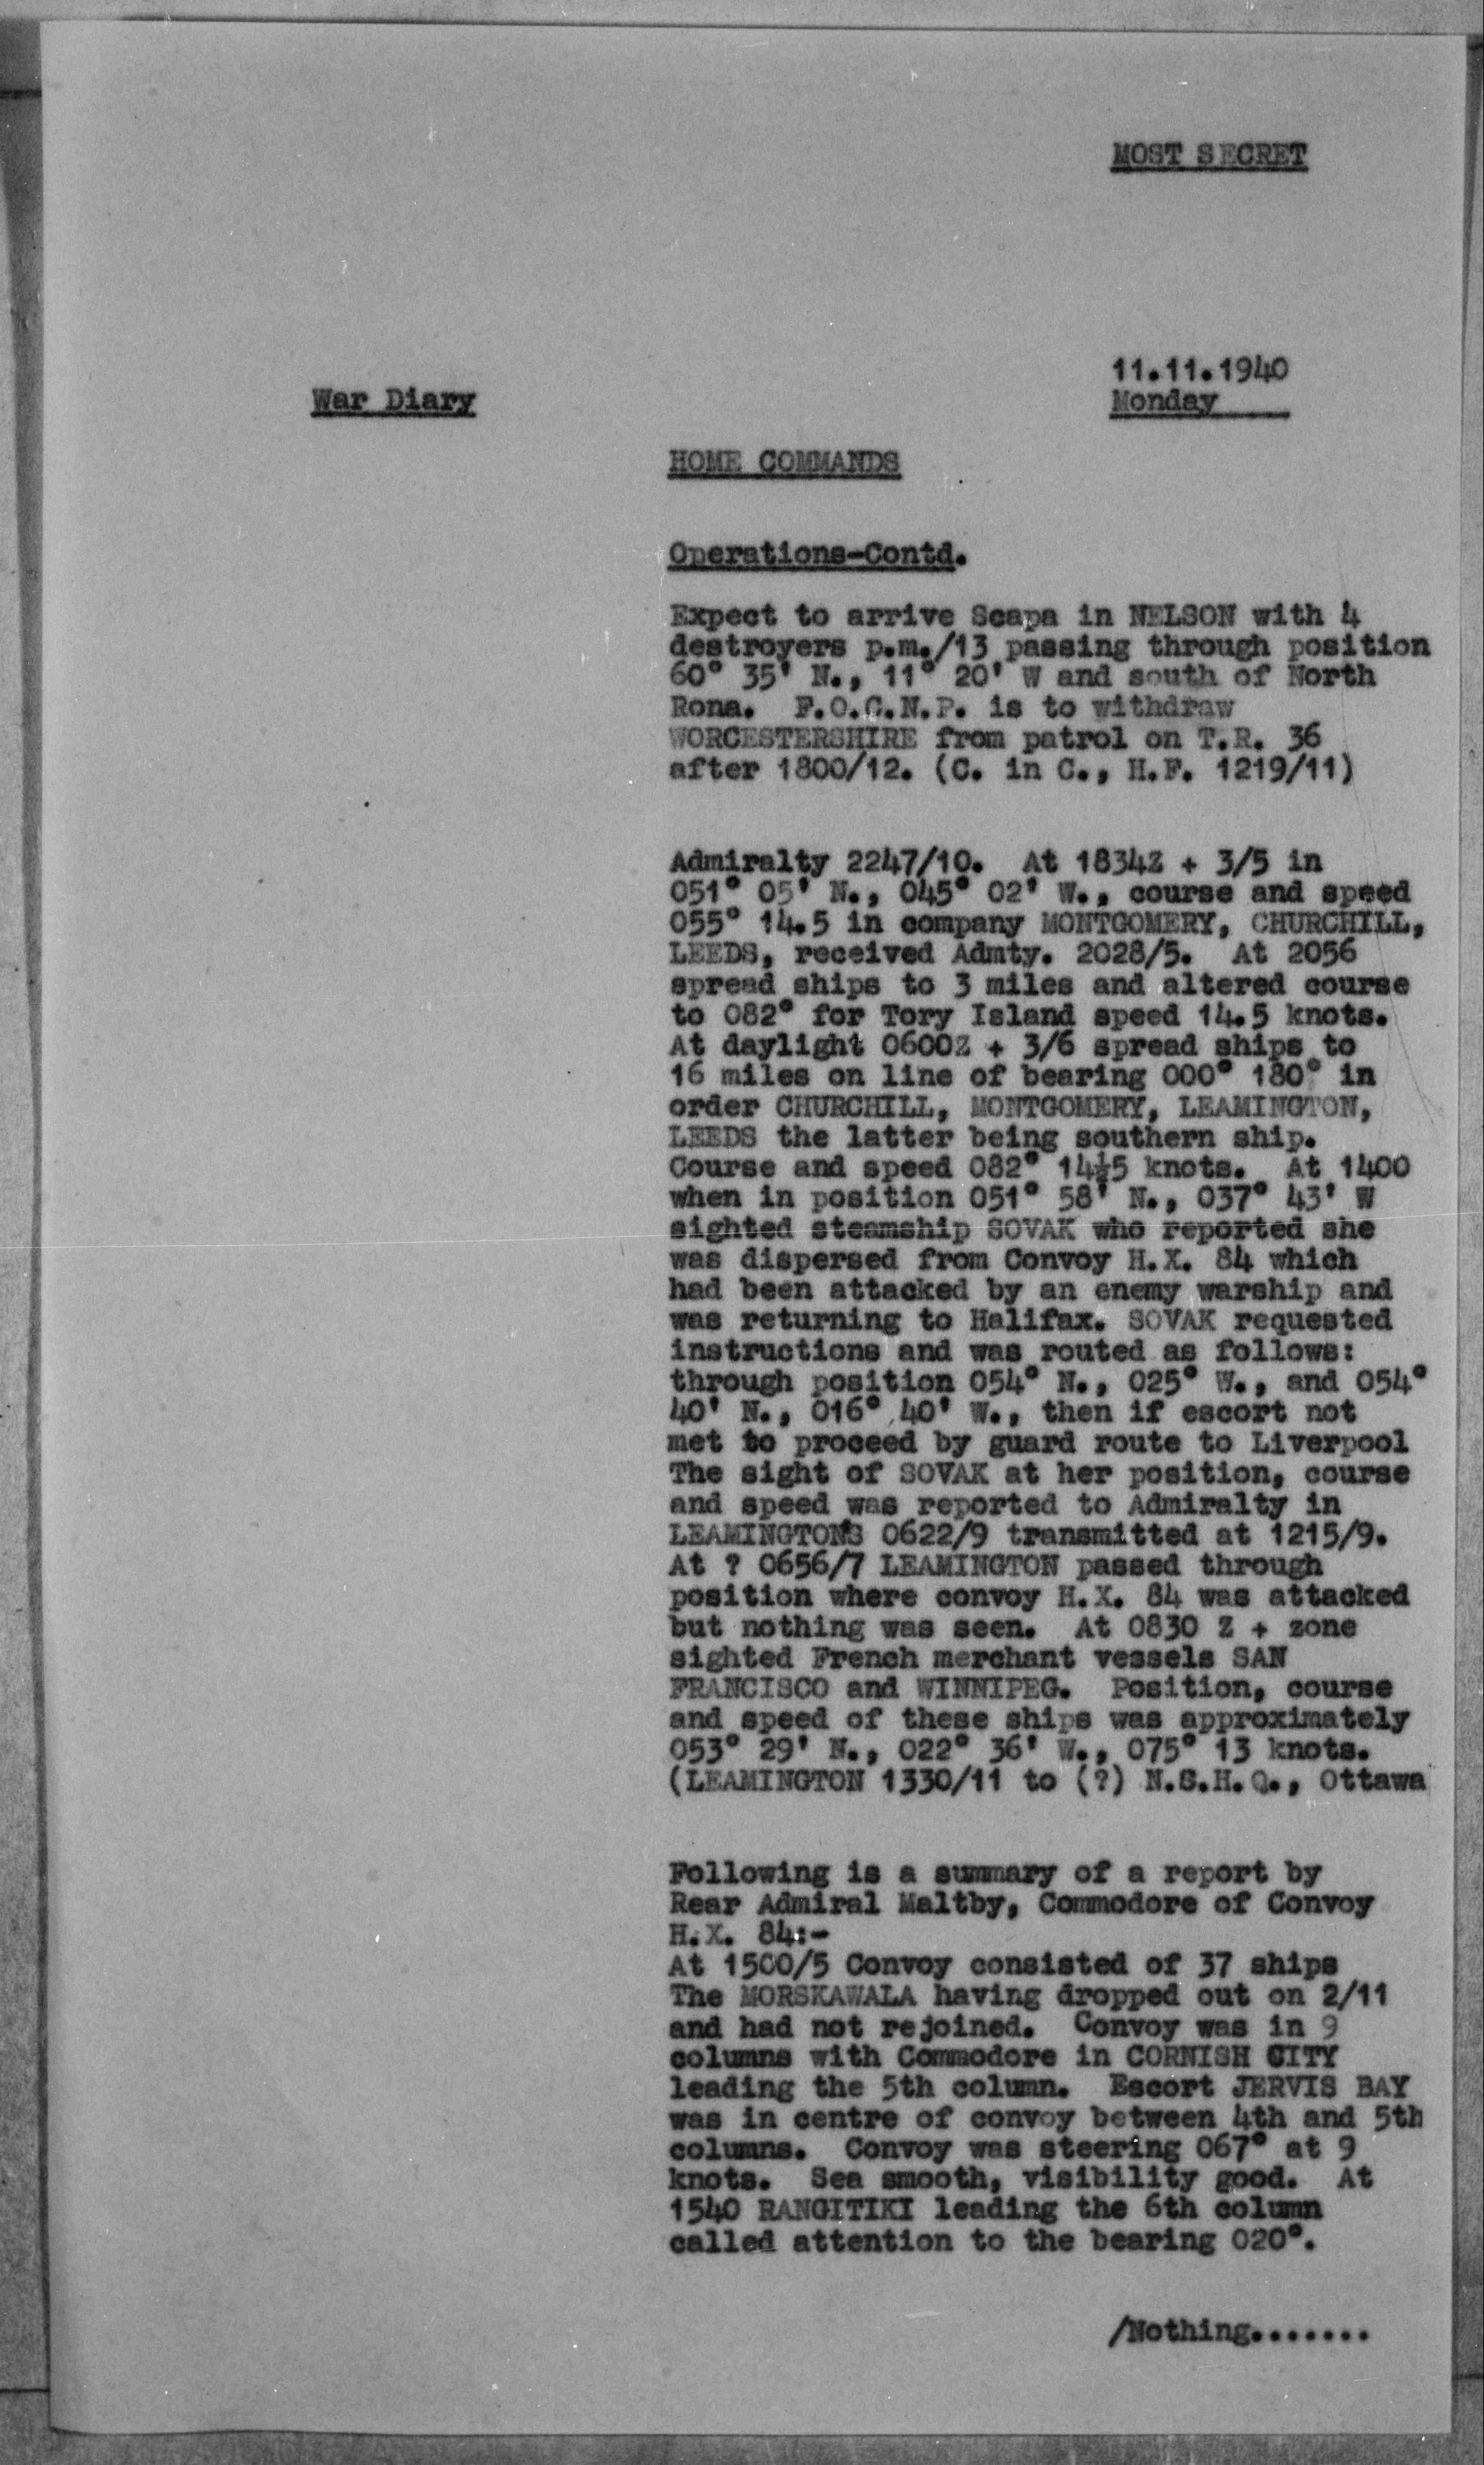 MOST SECRET
11.11.1940
War Diary
Monday
HOME COMMANDS
Operations-Contd.
Expect to arrive Scapa in NELSON with 4
destroyers p.m./13 passing through position
60° 35' N., 11° 20' W and south of North
Rona. F.O.C.N.P. is to withdraw
WORCESTERSHIRE from patrol on T.R. 36
after 1800/12. (C. in C., H.F. 1219/11)
Admiralty 2247/10. At 1834Z + 3/5 in
051° 05' N., 045° 02' W., course and speed
055° 14.5 in company MONTGOMERY, CHURCHILL,
LEEDS, received Admty. 2028/5. At 2056
spread ships to 3 miles and altered course
to 082° for Tory Island speed 14.5 knots.
At daylight 0600Z + 3/6 spread ships to
16 miles on line of bearing 000° 180° in
order CHURCHILL, MONTGOMERY, LEAMINGTON,
LEEDS the latter being southern ship.
Course and speed 082° 14½5 knots. At 1400
when in position 051° 58' N., 037° 43' W
sighted steamship SOVAK who reported she
was dispersed from Convoy H.X. 84 which
had been attacked by an enemy warship and
was returning to Halifax. SOVAK requested
instructions and was routed as follows:
through position 054° N., 025° W., and 054°
40' N., 016° 40' W., then if escort not
met to proceed by guard route to Liverpool
The sight of SOVAK at her position, course
and speed was reported to Admiralty in
LEAMINGTON'S 0622/9 transmitted at 1215/9.
At ? 0656/7 LEAMINGTON passed through
position where convoy H.X. 84 was attacked
but nothing was seen. At 0830 Z + zone
sighted French merchant vessels SAN
FRANCISCO and WINNIPEG. Position, course
and speed of these ships was approximately
053° 29' N., 022° 36' W., 075° 13 knots.
(LEAMINGTON 1330/11 to (?) N.S.H.Q., Ottawa
Following is a summary of a report by
Rear Admiral Maltby, Commodore of Convoy
H.X. 84:-
At 1500/5 Convoy consisted of 37 ships
The MORSKAWALA having dropped out on 2/11
and had not rejoined. Convoy was in 9
columns with Commodore in CORNISH CITY
leading the 5th column. Escort JERVIS BAY
was in centre of convoy between 4th and 5th
columns. Convoy was steering 067° at 9
knots. Sea smooth, visibility good. At
1540 RANGITIKI leading the 6th column
called attention to the bearing 020°.
/Nothing.......